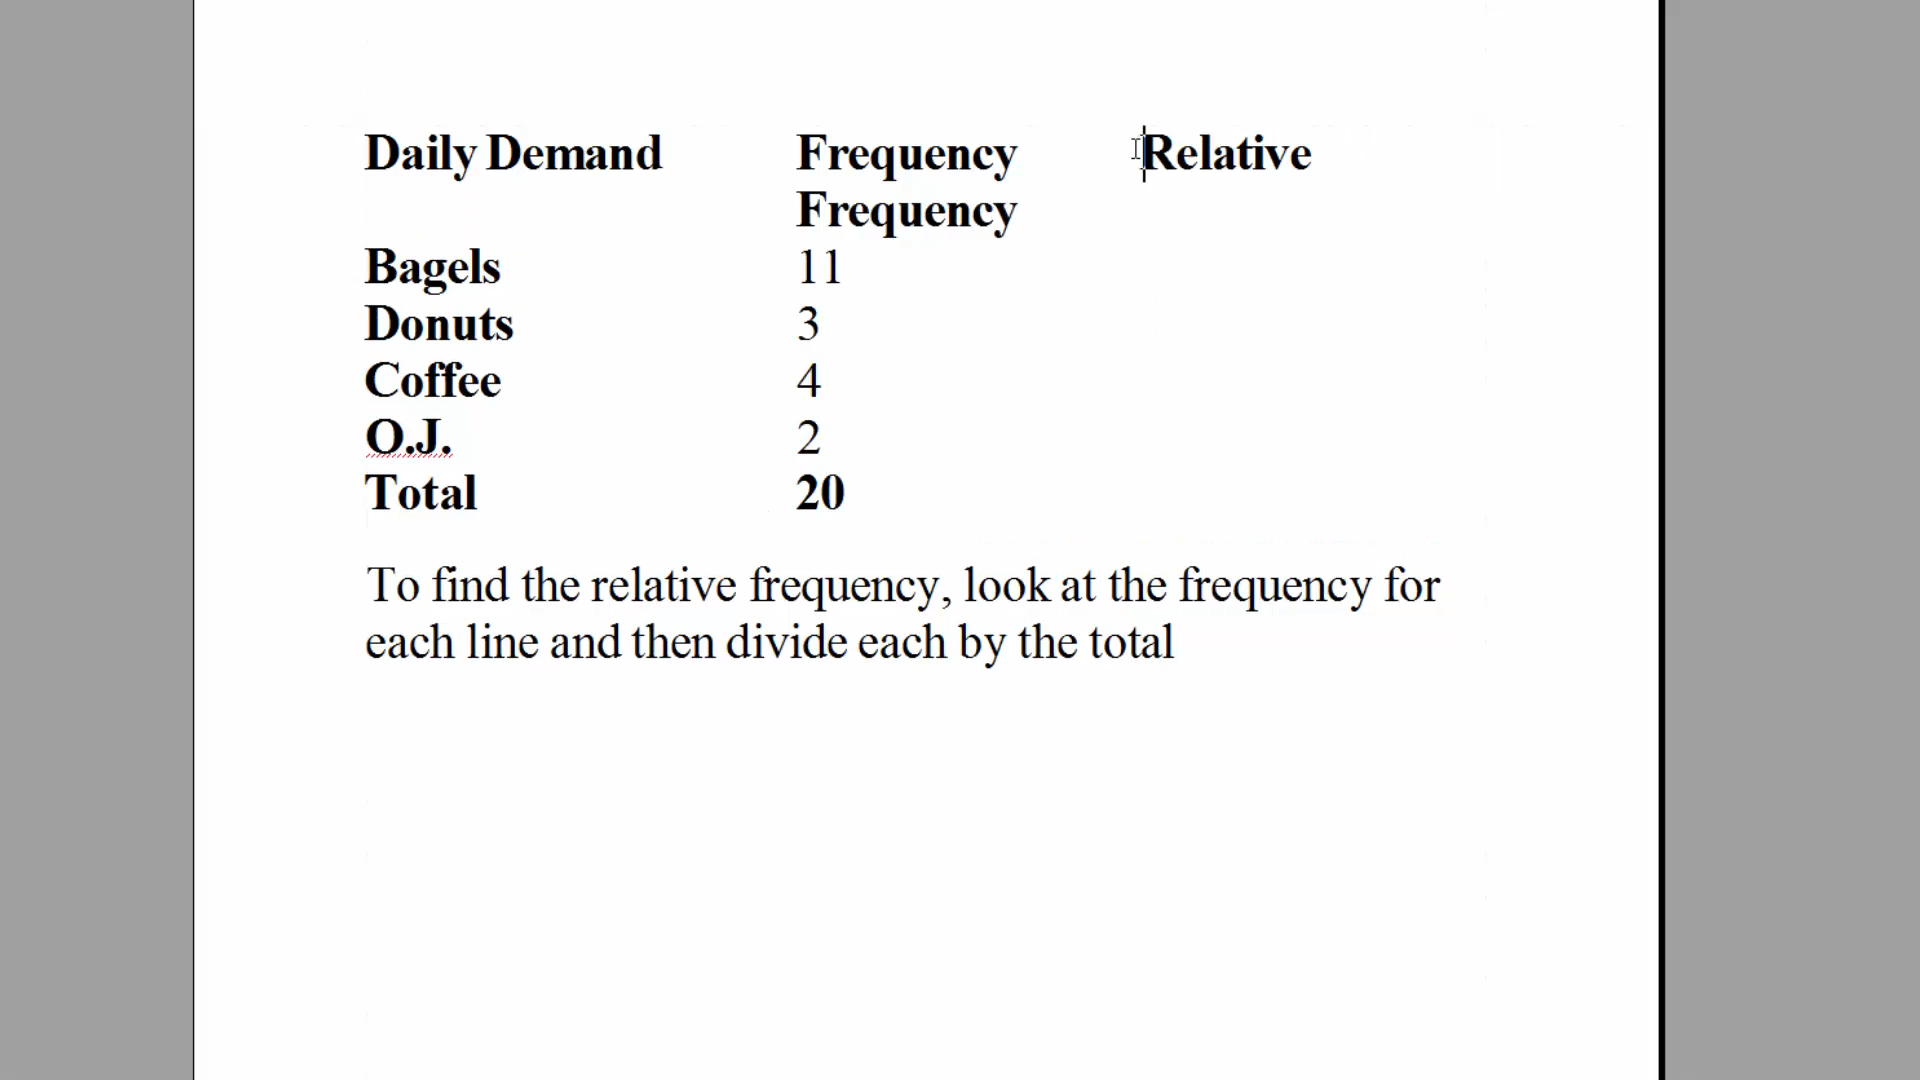 Daily Demand Frequency Relative
Frequency
Bagels 11
Donuts 3
Coffee 4
O.J. 2
Total 20
To find the relative frequency, look at the frequency for
each line and then divide each by the total